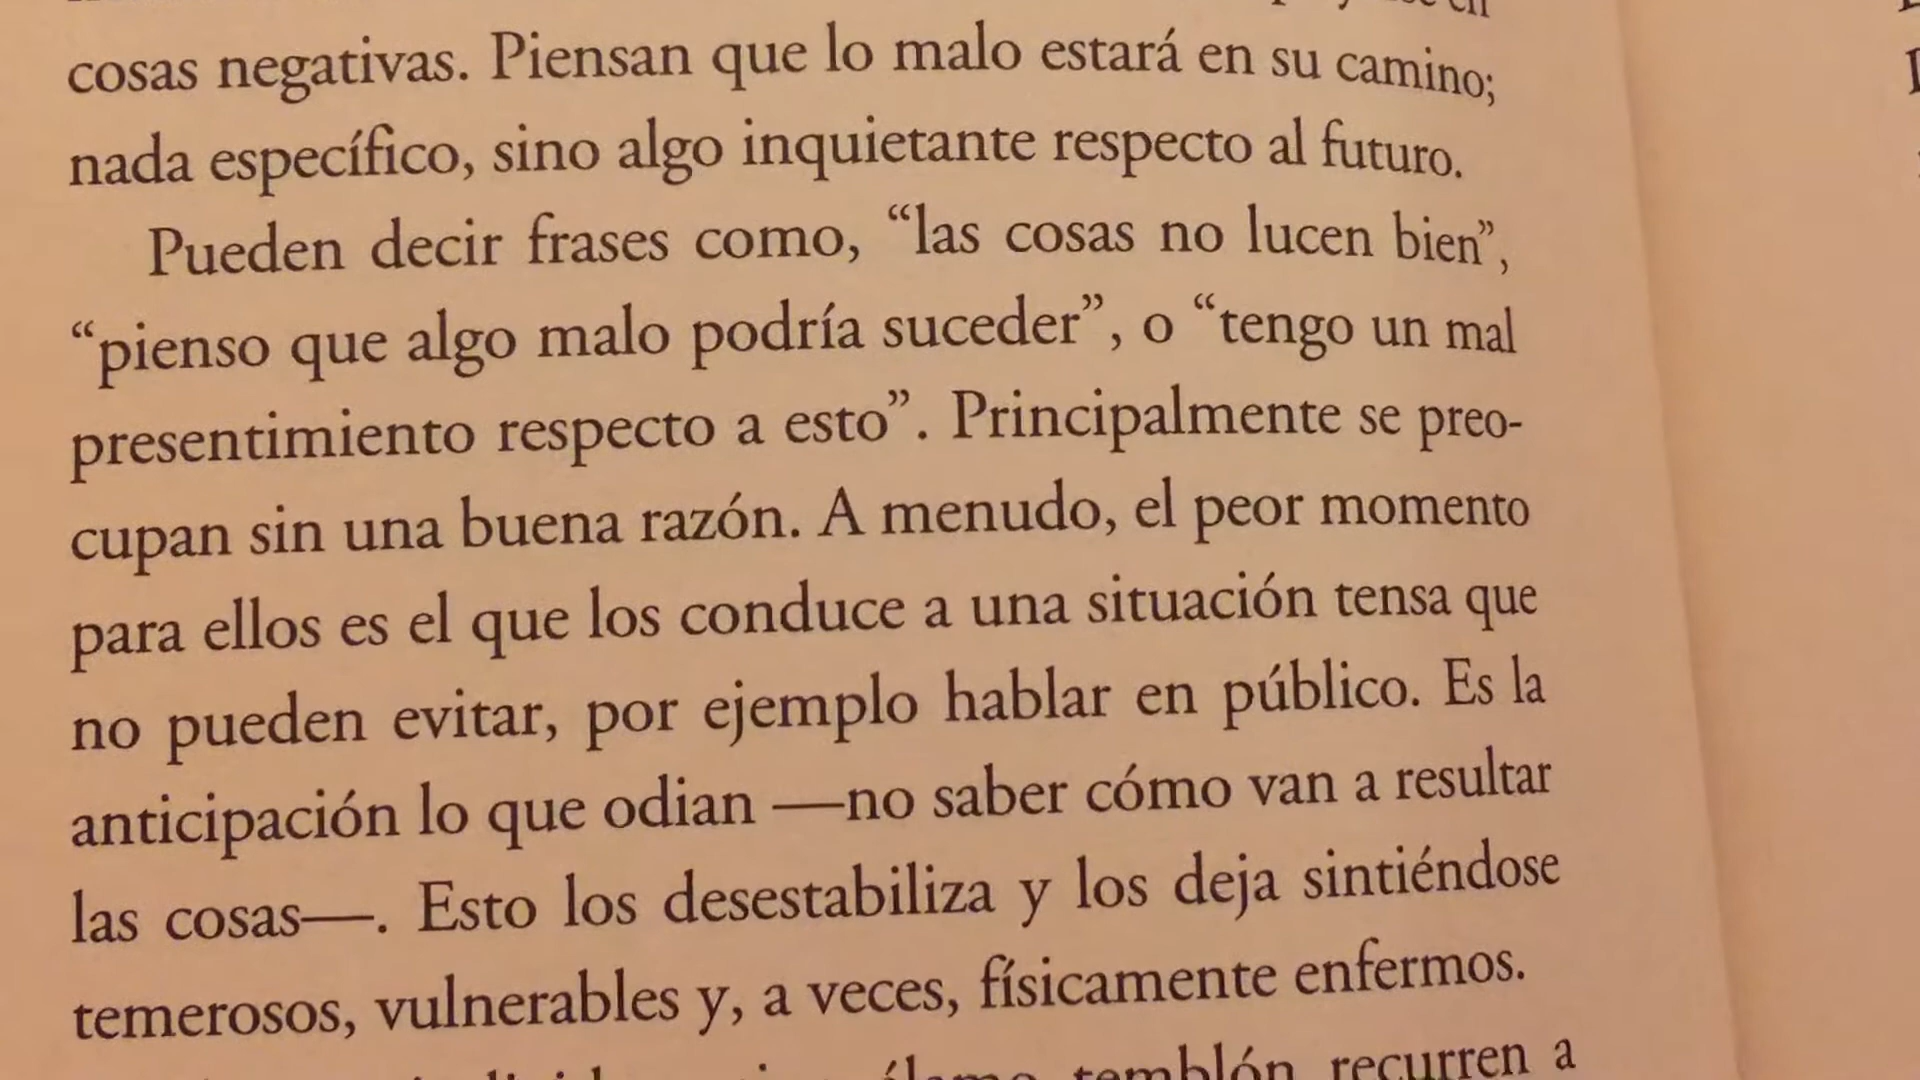 en
cosas negativas. Piensan que lo malo estará en su camino;
nada específico, sino algo inquietante respecto al futuro.
Pueden decir frases como, “las cosas no lucen bien”,
“pienso que algo malo podría suceder”, o “tengo un mal
presentimiento respecto a esto”. Principalmente se preo-
cupan sin una buena razón. A menudo, el peor momento
para ellos es el que los conduce a una situación tensa que
no pueden evitar, por ejemplo hablar en público. Es la
anticipación lo que odian —no saber cómo van a resultar
las cosas—. Esto los desestabiliza y los deja sintiéndose
temerosos, vulnerables y, a veces, físicamente enfermos.
álamo temblón recurren a